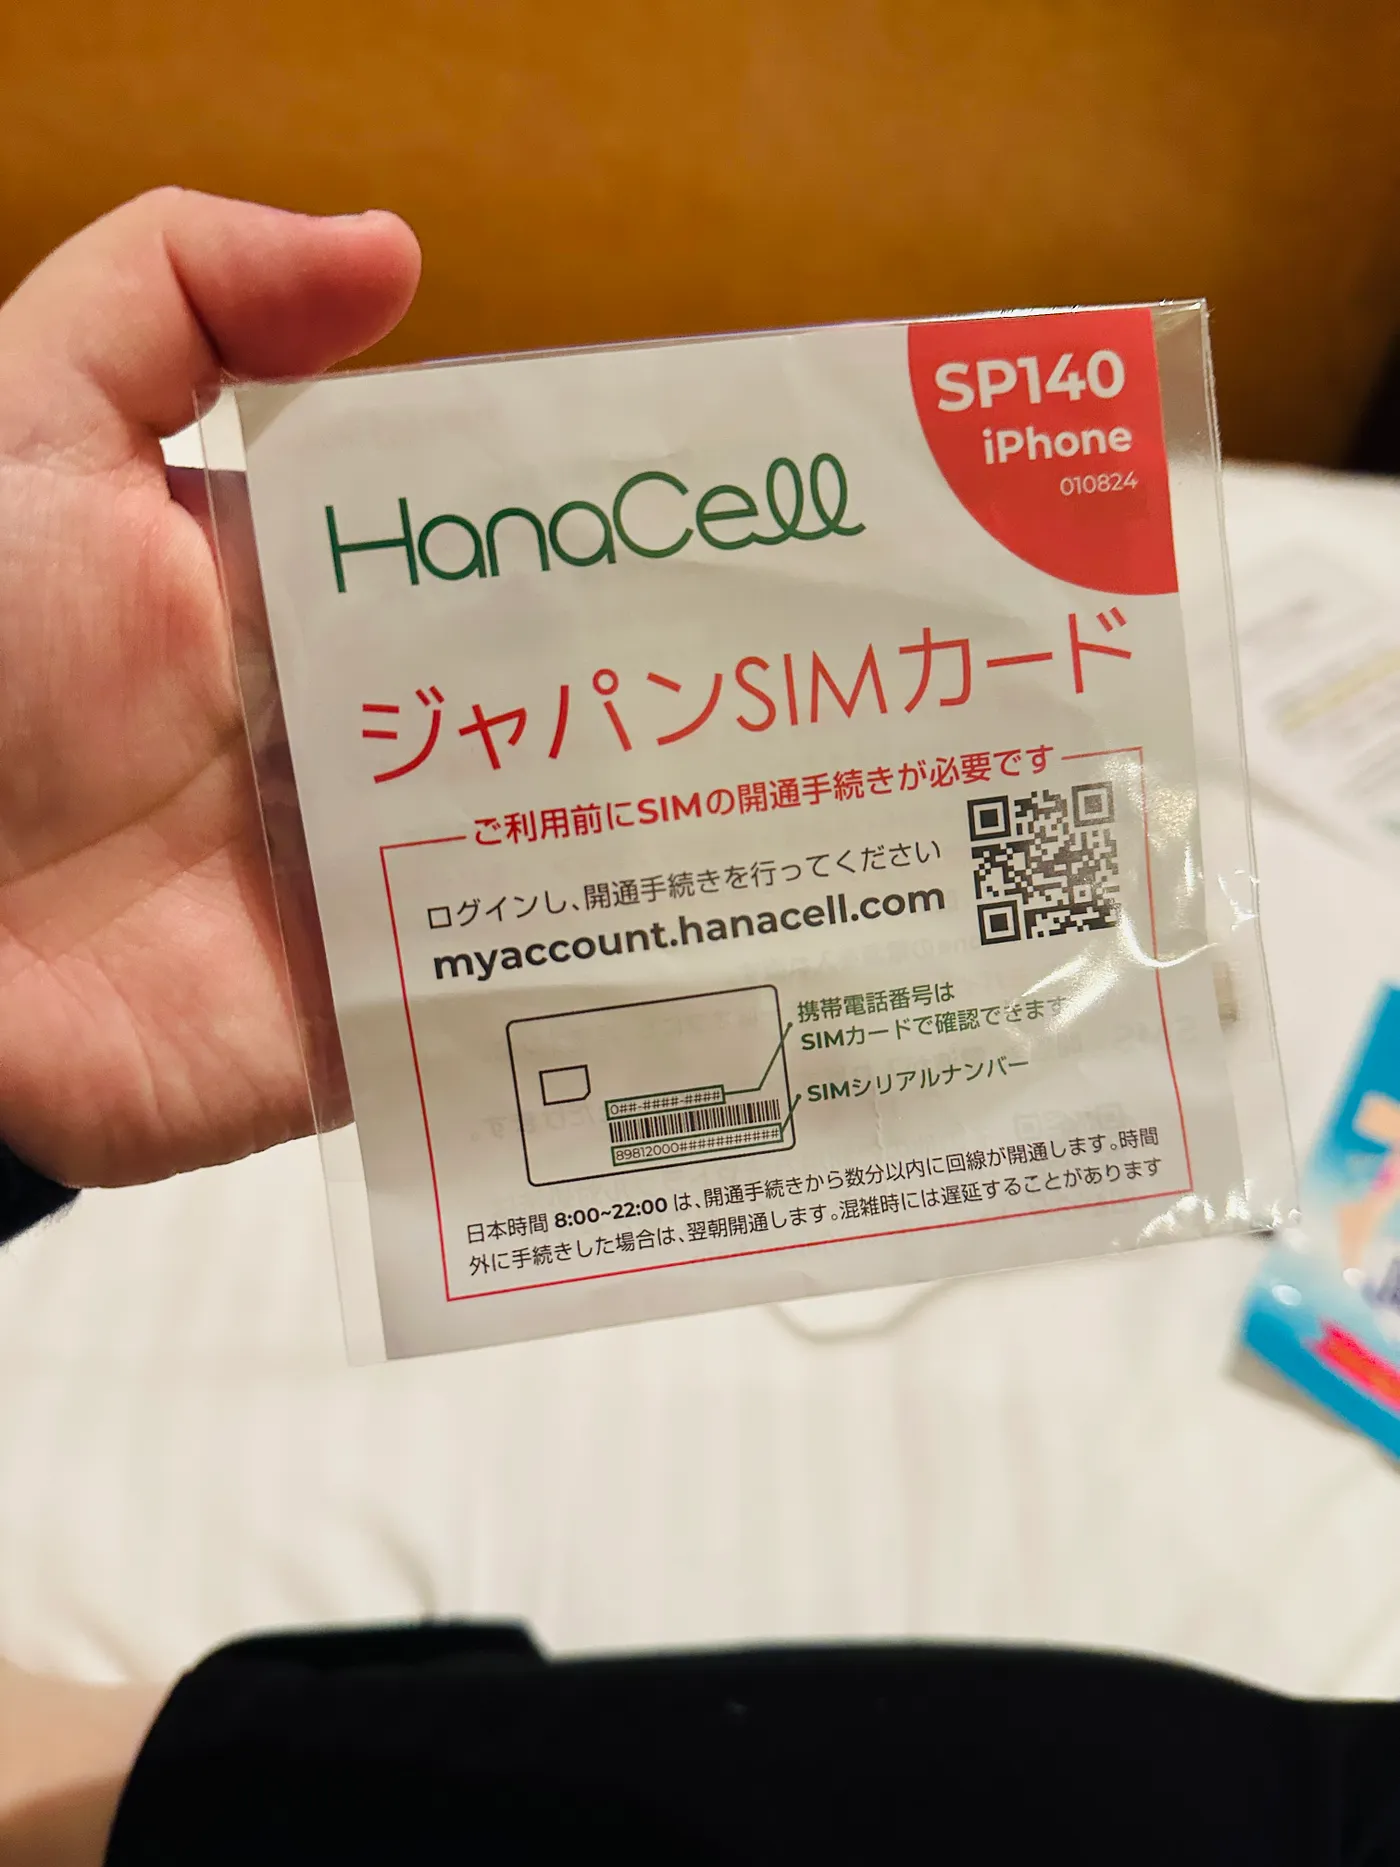 SP140
iPhone
010824
HanaCell
ジャパンSIMカード
ご利用前にSIMの開通手続きが必要です
ログインし、開通手続きを行ってください
myaccount.hanacell.com
携帯電話番号は
SIMカードで確認できます
0##-####-####
SIMシリアルナンバー
89812000###########
日本時間 8:00~22:00 は、開通手続きから数分以内に回線が開通します。時間
外に手続きした場合は、翌朝開通します。混雑時には遅延することがあります